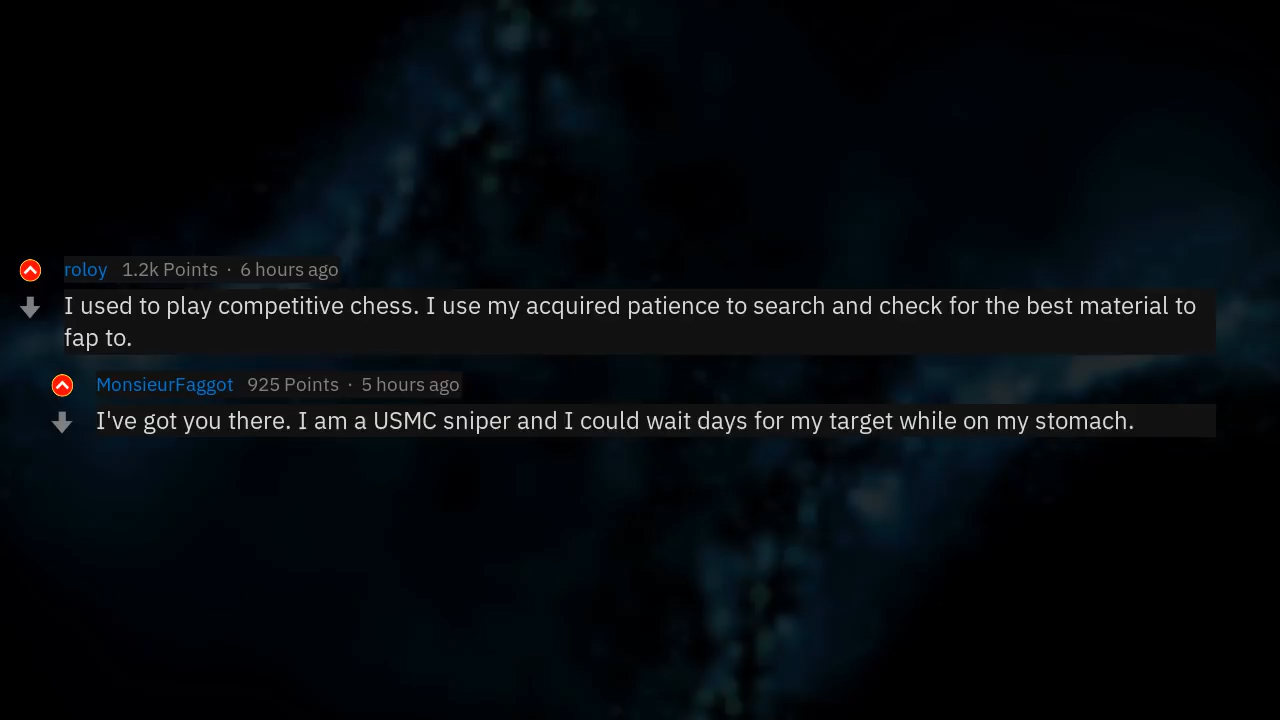 roloy 1.2k Points · 6 hours ago
I used to play competitive chess. I use my acquired patience to search and check for the best material to
fap to.
MonsieurFaggot 925 Points · 5 hours ago
I've got you there. I am a USMC sniper and I could wait days for my target while on my stomach.